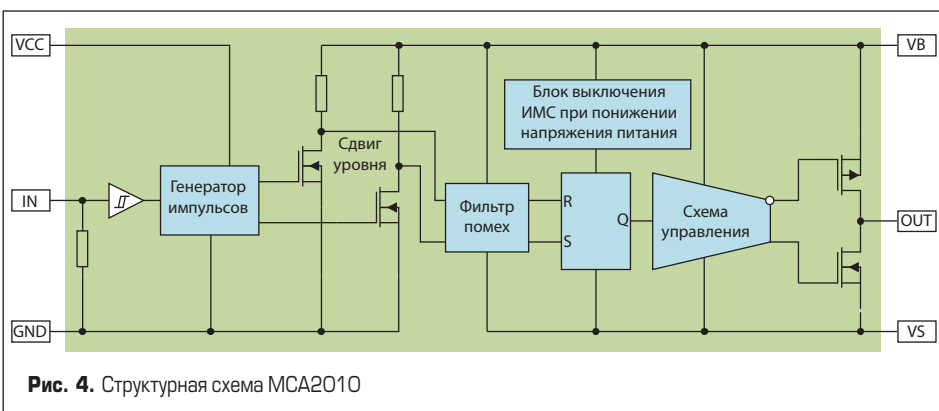 VCC
VB
Блок выключения
ИМС при понижении
напряжения питания
Сдвиг
уровня
IN
Генератор
импульсов
Фильтр
помех
R
S
Q
Схема
управления
OUT
GND
VS
Рис. 4. Структурная схема MCA2010